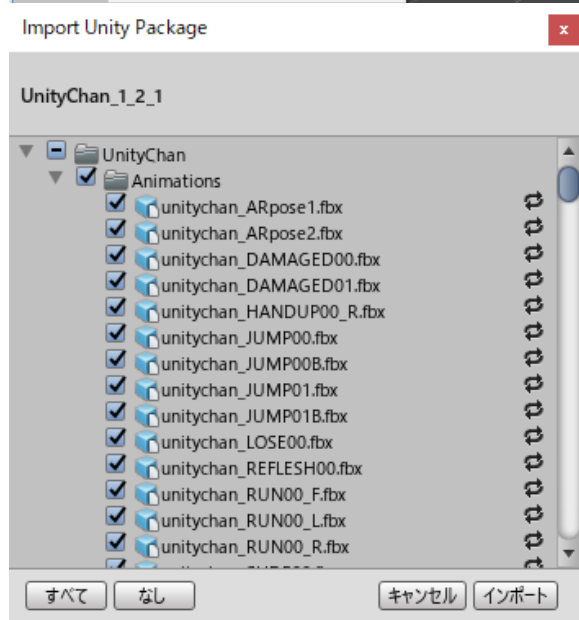 Import Unity Package
x
UnityChan_1_2_1
UnityChan
Animations
unitychan_ARpose1.fbx
unitychan_ARpose2.fbx
unitychan_DAMAGED00.fbx
unitychan_DAMAGED01.fbx
unitychan_HANDUP00_R.fbx
unitychan_JUMP00.fbx
unitychan_JUMP00B.fbx
unitychan_JUMP01.fbx
unitychan_JUMP01B.fbx
unitychan_LOSE00.fbx
unitychan_REFLESH00.fbx
unitychan_RUN00_F.fbx
unitychan_RUN00_L.fbx
unitychan_RUN00_R.fbx
すべて なし キャンセル インポート